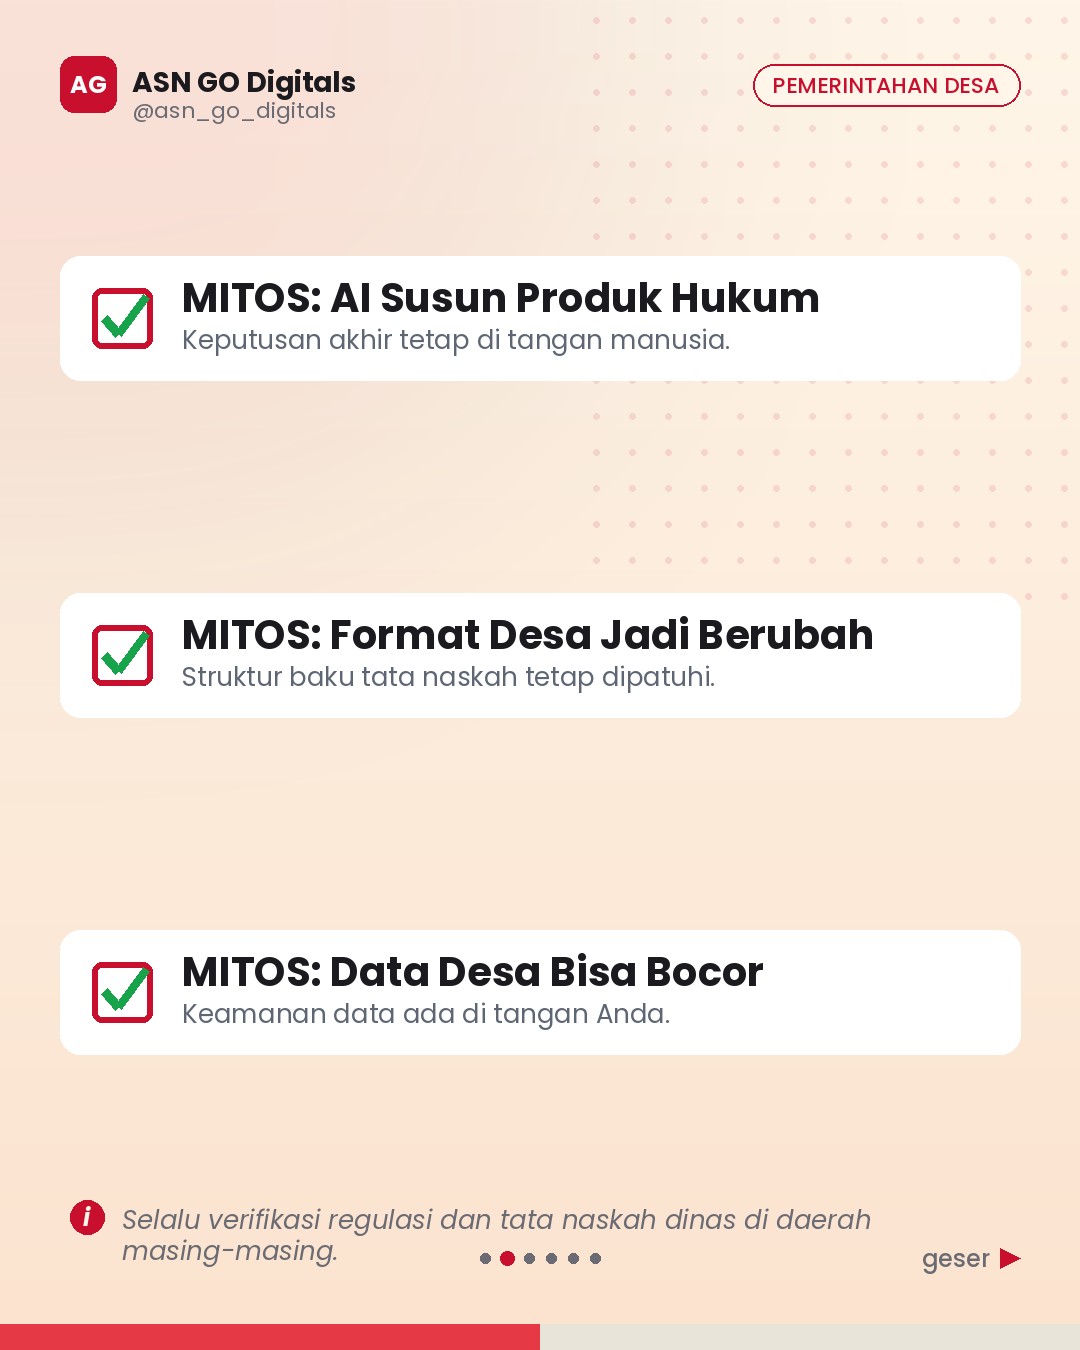 AG
ASN GO Digitals
@asn_go_digitals
PEMERINTAHAN DESA
MITOS: AI Susun Produk Hukum
Keputusan akhir tetap di tangan manusia.
MITOS: Format Desa Jadi Berubah
Struktur baku tata naskah tetap dipatuhi.
MITOS: Data Desa Bisa Bocor
Keamanan data ada di tangan Anda.
i
Selalu verifikasi regulasi dan tata naskah dinas di daerah
masing-masing.
geser